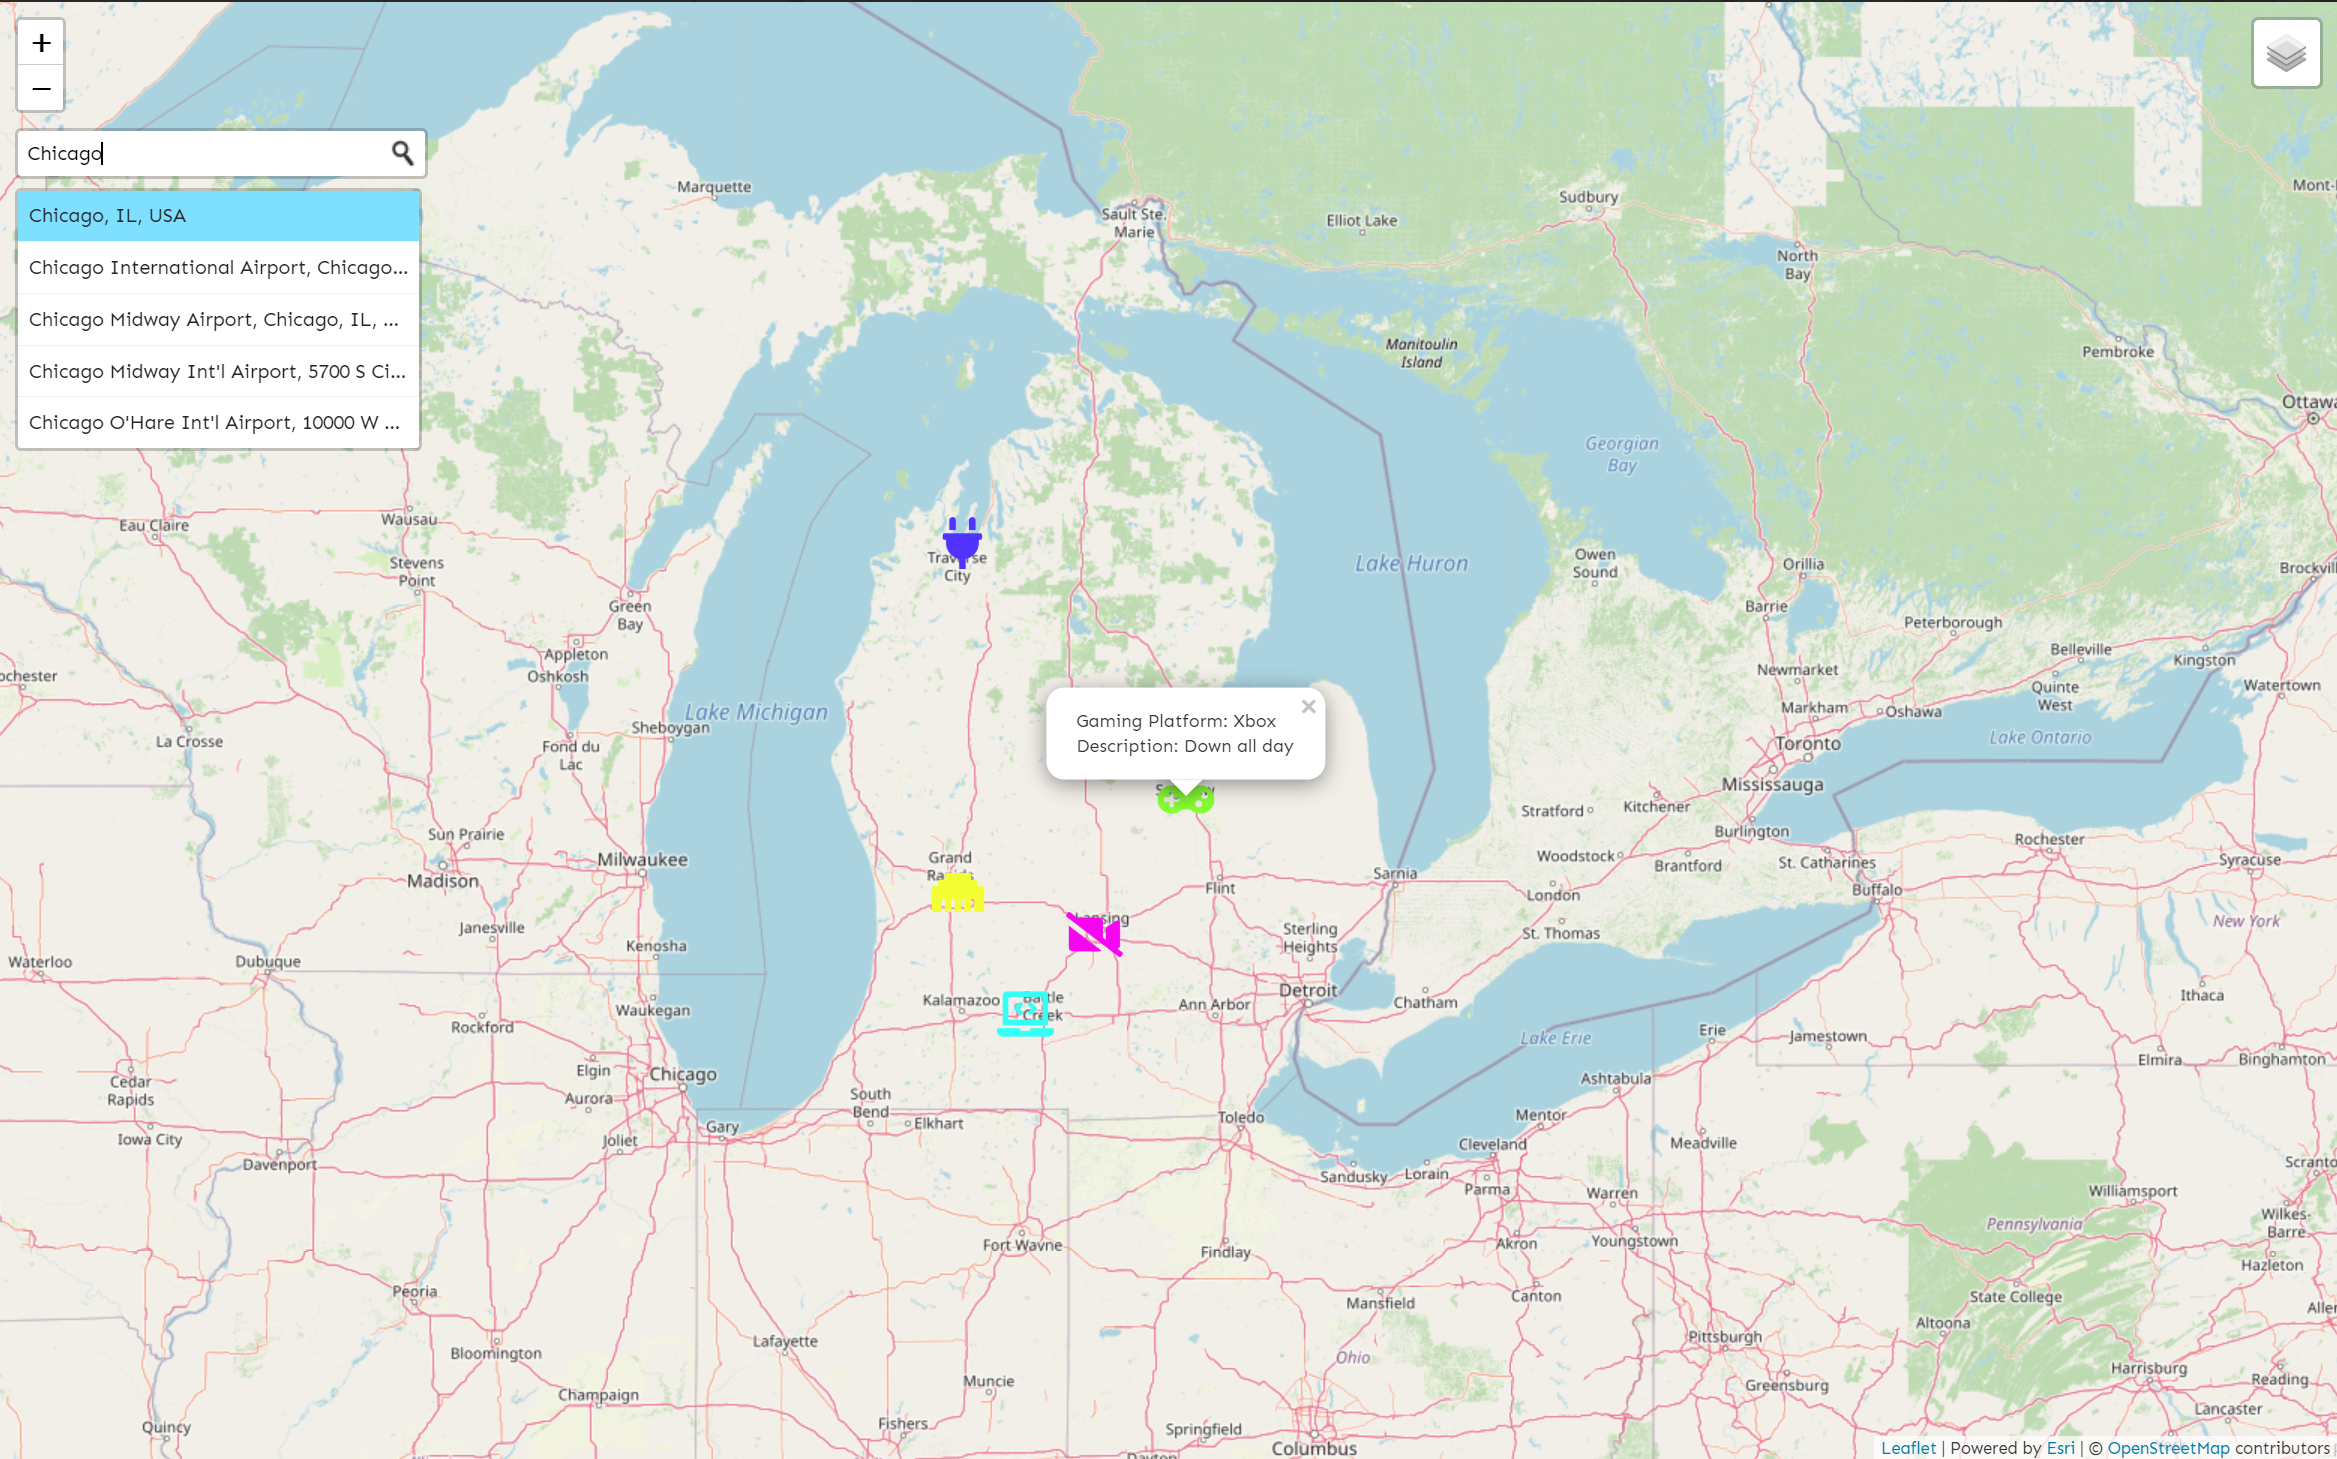 +
−
Chicago
Chicago, IL, USA
Chicago International Airport, Chicago...
Chicago Midway Airport, Chicago, IL, ...
Chicago Midway Int'l Airport, 5700 S Ci...
Chicago O'Hare Int'l Airport, 10000 W ...
Marquette
Sault Ste.
Marie
Elliot Lake
Sudbury
North
Bay
Mont-
Manitoulin
Island
Pembroke
Ottawa
Georgian
Bay
Eau Claire
Wausau
Stevens
Point
Green
Bay
Traverse
City
Lake Huron
Owen
Sound
Orillia
Barrie
Brockvill
Peterborough
Belleville
Kingston
Appleton
Oshkosh
ochester
Newmarket
Quinte
West
Watertown
Lake Michigan
Sheboygan
Markham
Oshawa
La Crosse
Fond du
Lac
Gaming Platform: Xbox
Description: Down all day
Toronto
Lake Ontario
Mississauga
Kitchener
Stratford
Burlington
Sun Prairie
Milwaukee
Madison
Grand
Flint
Sarnia
Woodstock
Brantford
St. Catharines
Rochester
Syracuse
London
Buffalo
Janesville
Kenosha
Lansing
Sterling
Heights
St. Thomas
New York
Waterloo
Dubuque
Waukegan
Rockford
Kalamazoo
Battle
Creek
Ann Arbor
Detroit
Chatham
Ithaca
Lake Erie
Erie
Jamestown
Elmira
Binghamton
Cedar
Rapids
Elgin
Chicago
Aurora
South
Bend
Elkhart
Ashtabula
Toledo
Mentor
Iowa City
Joliet
Gary
Cleveland
Meadville
Davenport
Sandusky
Lorain
Parma
Warren
Scranto
Williamsport
Wilkes-
Barre
Pennsylvania
Fort Wayne
Findlay
Akron
Youngstown
Hazleton
Peoria
Mansfield
Canton
State College
Allen
Altoona
Lafayette
Bloomington
Ohio
Pittsburgh
Harrisburg
Reading
Greensburg
Muncie
Champaign
Lancaster
Quincy
Fishers
Springfield
Columbus
Dayton
Leaflet | Powered by Esri | © OpenStreetMap contributors